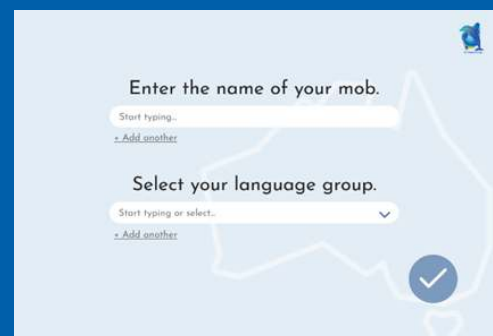 Enter the name of your mob.
Start typing...
+ Add another
Select your language group.
Start typing or select...
+ Add another